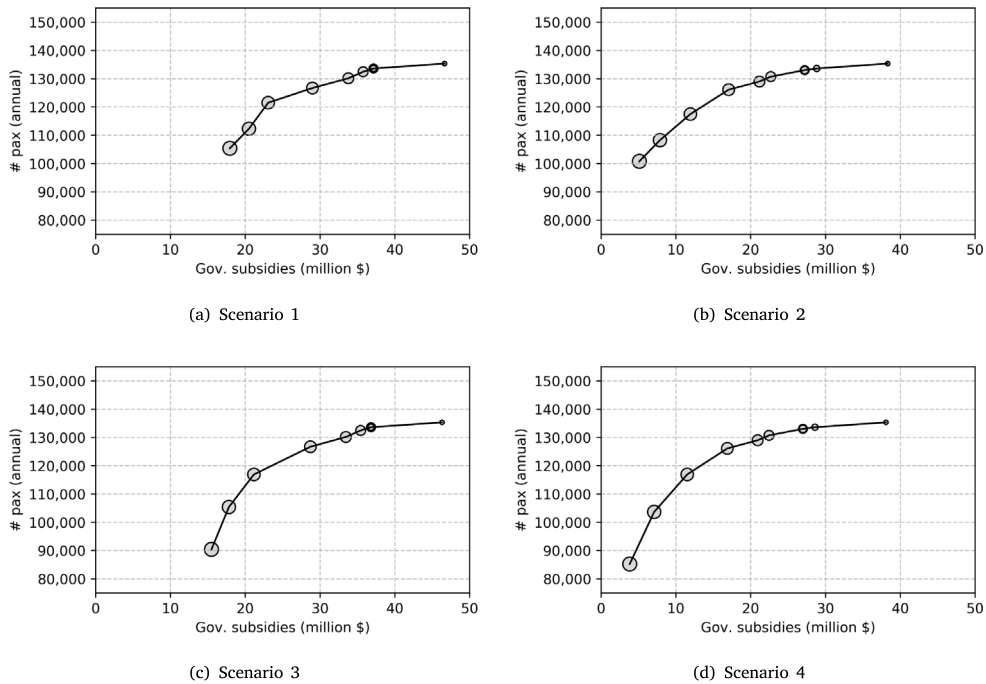 150,000
140,000
130,000
120,000
110,000
100,000
90,000
80,000
# pax (annual)
0 10 20 30 40 50
Gov. subsidies (million $)
(a) Scenario 1
150,000
140,000
130,000
120,000
110,000
100,000
90,000
80,000
# pax (annual)
0 10 20 30 40 50
Gov. subsidies (million $)
(b) Scenario 2
150,000
140,000
130,000
120,000
110,000
100,000
90,000
80,000
# pax (annual)
0 10 20 30 40 50
Gov. subsidies (million $)
(c) Scenario 3
150,000
140,000
130,000
120,000
110,000
100,000
90,000
80,000
# pax (annual)
0 10 20 30 40 50
Gov. subsidies (million $)
(d) Scenario 4